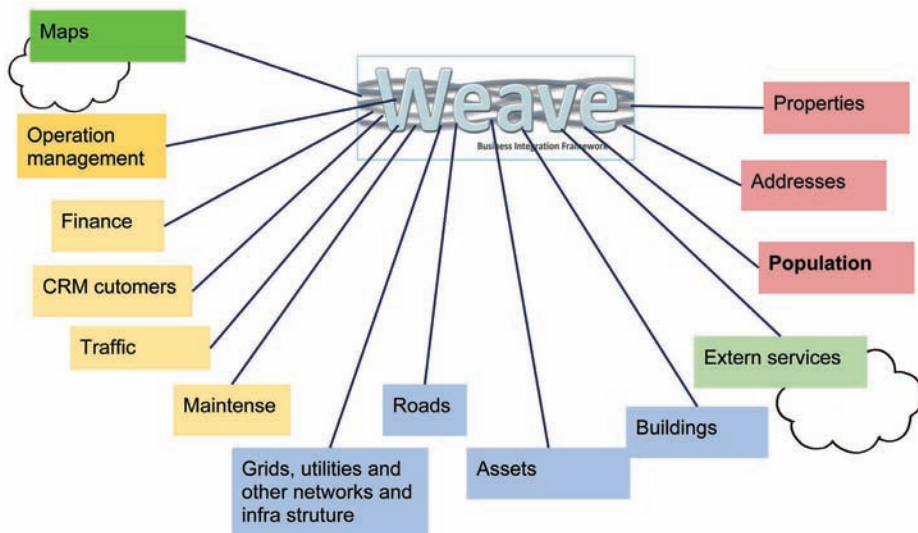 Maps
Weave
Business Integration Framework
Operation
management
Properties
Addresses
Finance
Population
CRM cutomers
Traffic
Extern services
Maintense
Roads
Buildings
Grids, utilities and
other networks and
infra struture
Assets